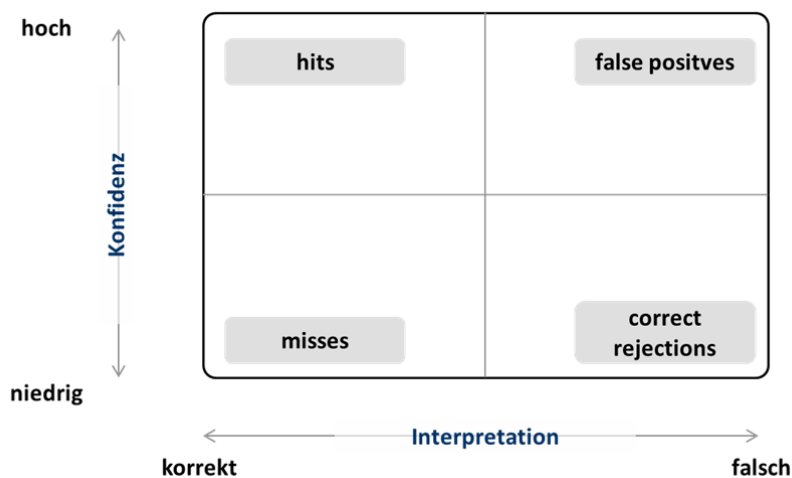 hoch
hits
false positves
Konfidenz
misses
correct
rejections
niedrig
Interpretation
korrekt
falsch